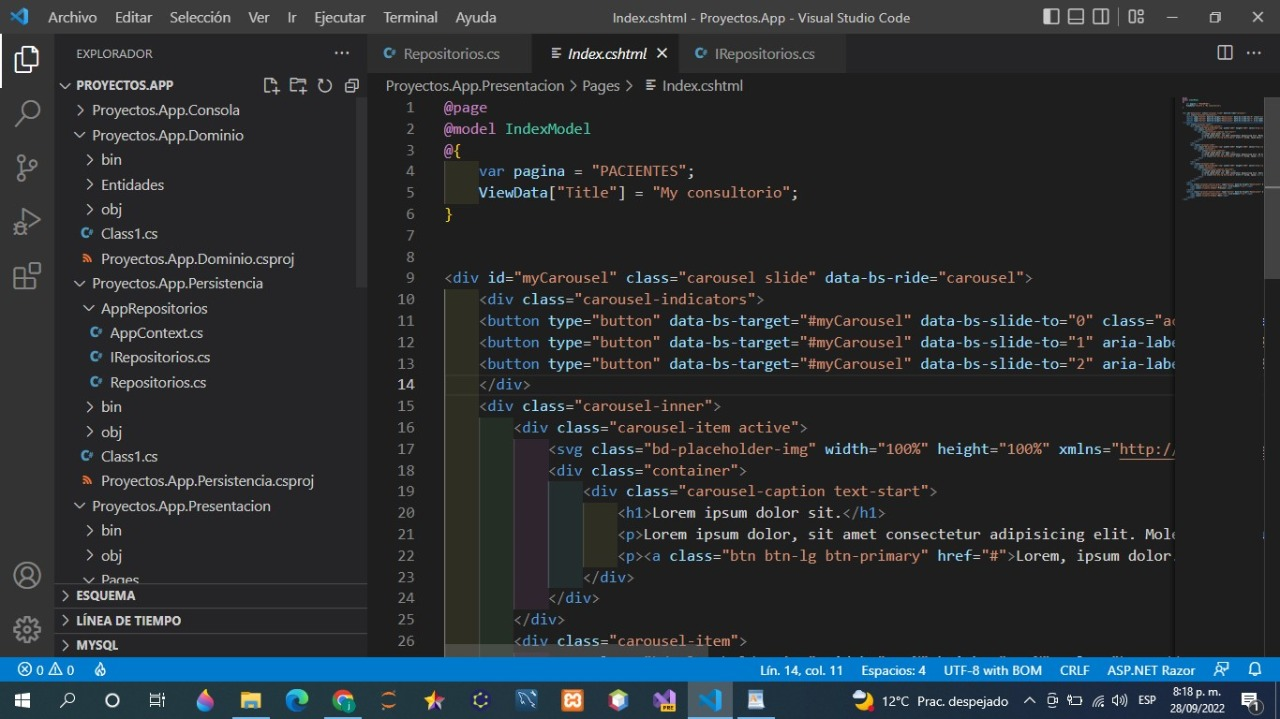 Archivo Editar Selección Ver Ir Ejecutar Terminal Ayuda Index.cshtml - Proyectos.App - Visual Studio Code
EXPLORADOR
PROYECTOS.APP
Proyectos.App.Consola
Proyectos.App.Dominio
bin
Entidades
obj
Class1.cs
Proyectos.App.Dominio.csproj
Proyectos.App.Persistencia
AppRepositorios
AppContext.cs
IRepositorios.cs
Repositorios.cs
bin
obj
Class1.cs
Proyectos.App.Persistencia.csproj
Proyectos.App.Presentacion
bin
obj
Pages
ESQUEMA
LÍNEA DE TIEMPO
MYSQL
Repositorios.cs Index.cshtml IRepositorios.cs
Proyectos.App.Presentacion > Pages > Index.cshtml
1 @page
2 @model IndexModel
3 @{
4 var pagina = "PACIENTES";
5 ViewData["Title"] = "My consultorio";
6 }
7
8
9 <div id="myCarousel" class="carousel slide" data-bs-ride="carousel">
10 <div class="carousel-indicators">
11 <button type="button" data-bs-target="#myCarousel" data-bs-slide-to="0" class="ac
12 <button type="button" data-bs-target="#myCarousel" data-bs-slide-to="1" aria-labe
13 <button type="button" data-bs-target="#myCarousel" data-bs-slide-to="2" aria-labe
14 </div>
15 <div class="carousel-inner">
16 <div class="carousel-item active">
17 <svg class="bd-placeholder-img" width="100%" height="100%" xmlns="http:/
18 <div class="container">
19 <div class="carousel-caption text-start">
20 <h1>Lorem ipsum dolor sit.</h1>
21 <p>Lorem ipsum dolor, sit amet consectetur adipisicing elit. Mole
22 <p><a class="btn btn-lg btn-primary" href="#">Lorem, ipsum dolor.
23 </div>
24 </div>
25 </div>
26 <div class="carousel-item">
0 0 Lín. 14, col. 11 Espacios: 4 UTF-8 with BOM CRLF ASP.NET Razor
12°C Prac. despejado ESP 8:18 p. m.
28/09/2022 1